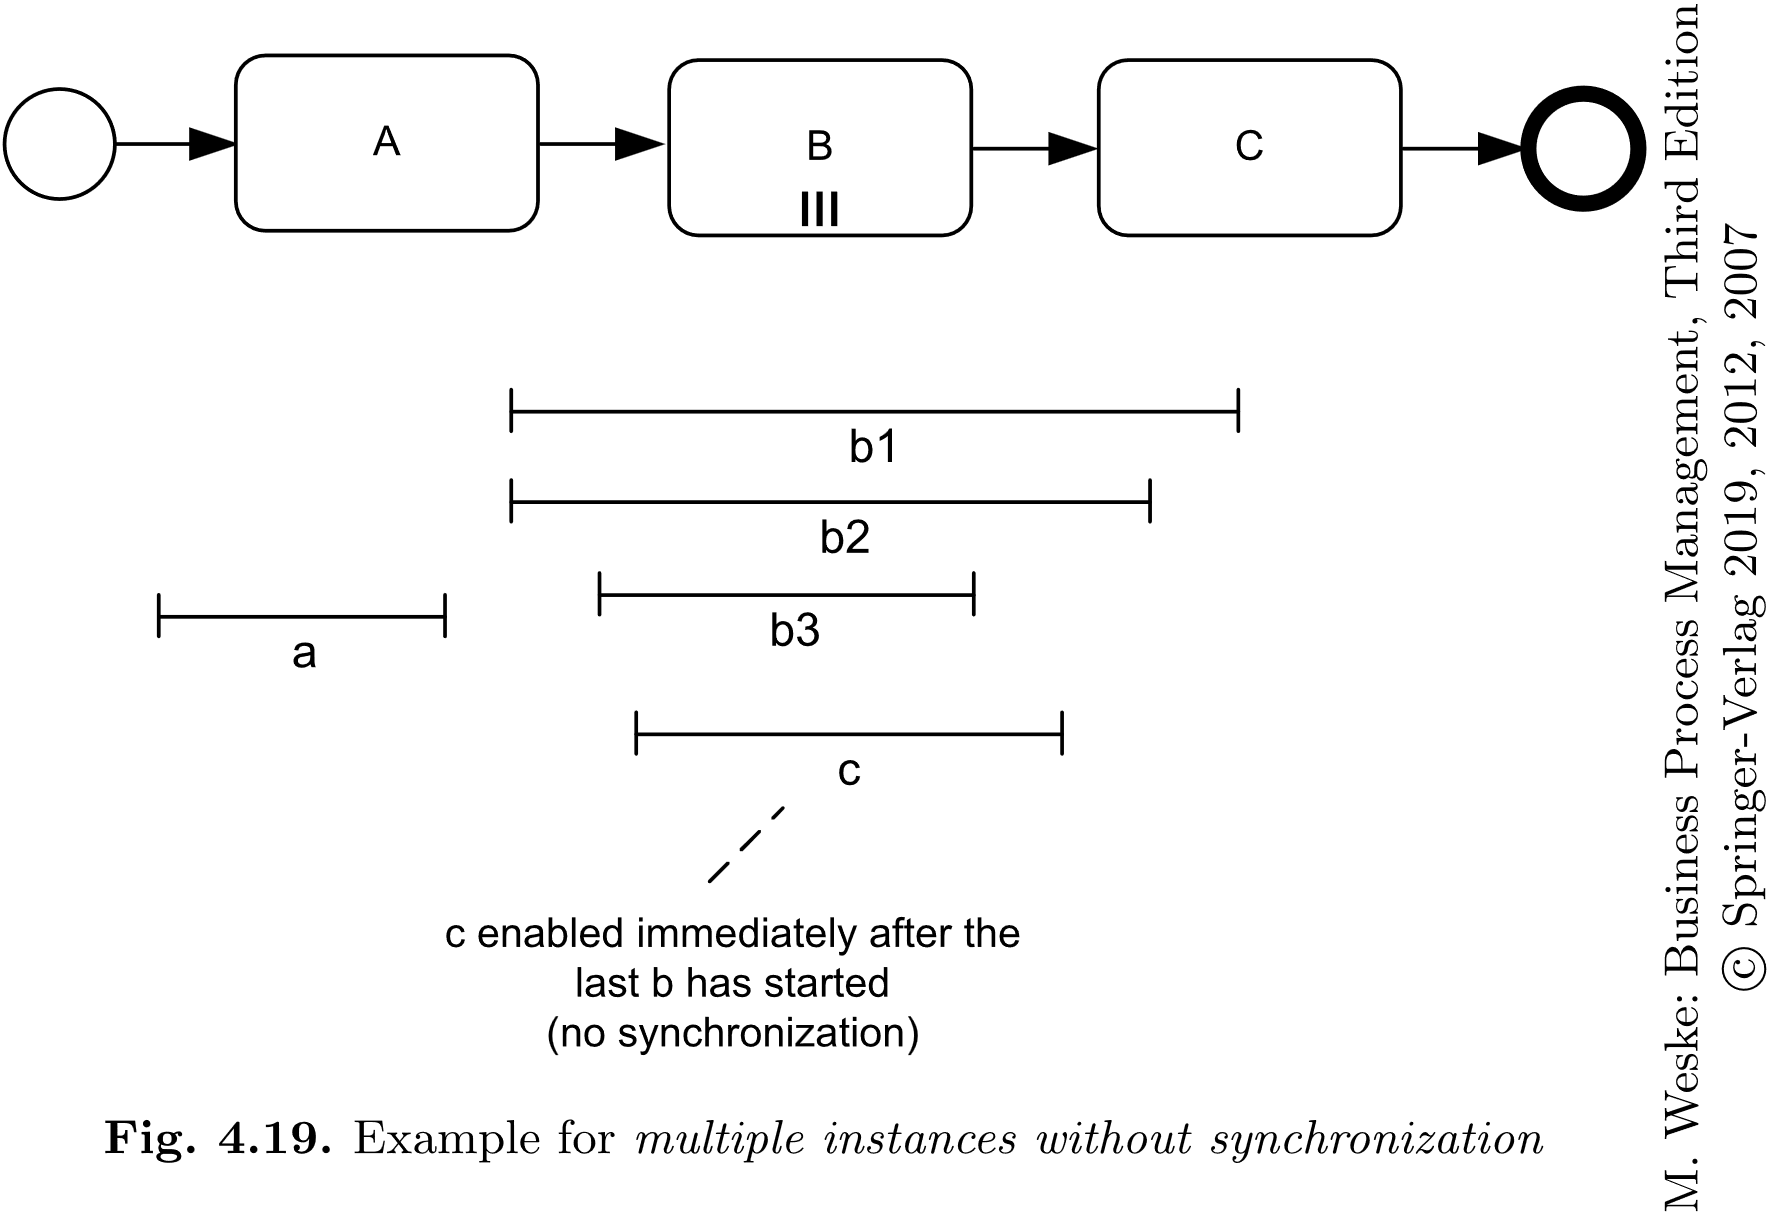 A
B
C
b1
b2
b3
a
c
c enabled immediately after the
last b has started
(no synchronization)
Fig. 4.19. Example for multiple instances without synchronization
M. Weske: Business Process Management, Third Edition
© Springer-Verlag 2019, 2012, 2007